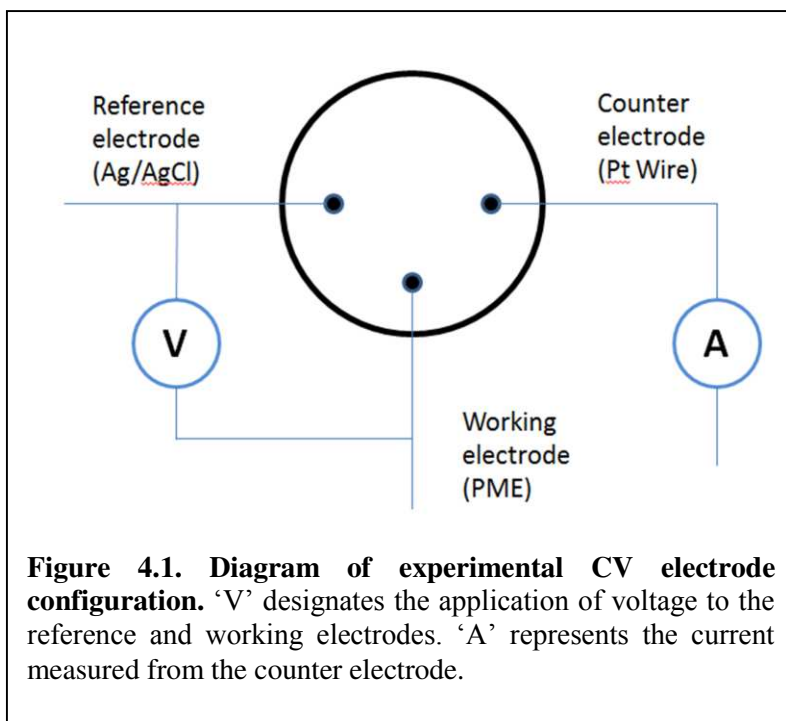 Reference
electrode
(Ag/AgCl)
Counter
electrode
(Pt Wire)
V
A
Working
electrode
(PME)
Figure 4.1. Diagram of experimental CV electrode
configuration. ‘V’ designates the application of voltage to the
reference and working electrodes. ‘A’ represents the current
measured from the counter electrode.